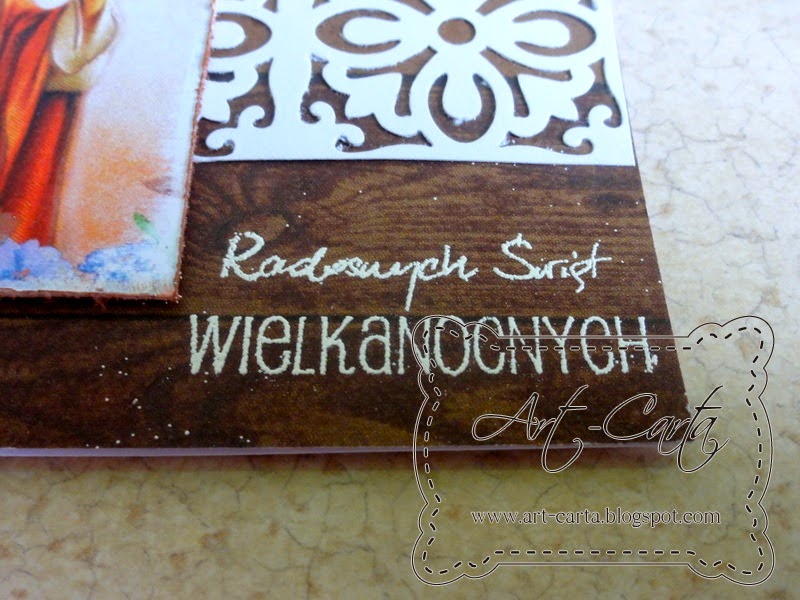 Radosnych Świąt
WIELKANOCNYCH
Art-Carta
www.art-carta.blogspot.com